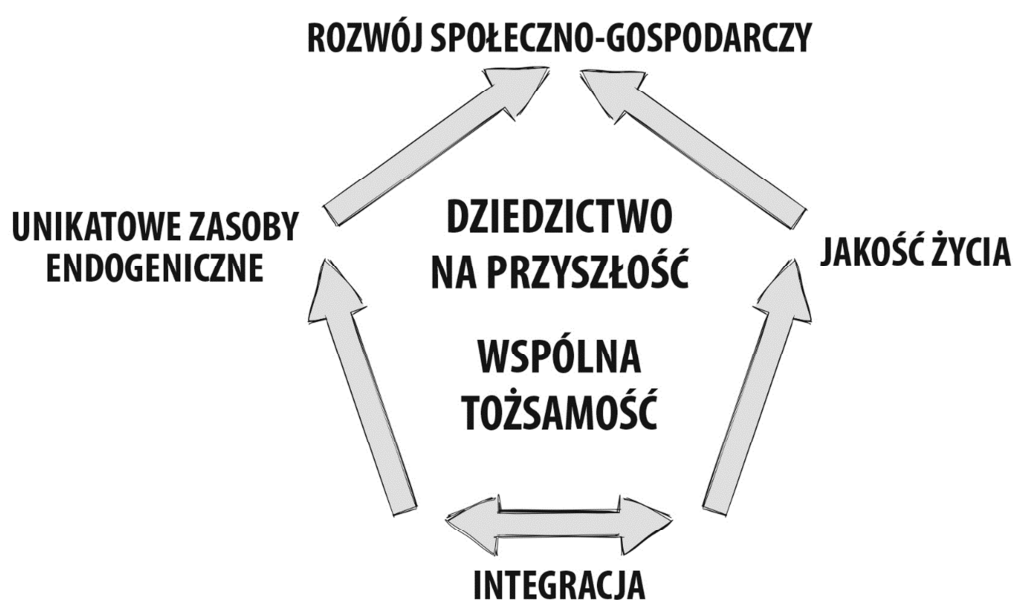 ROZWÓJ SPOŁECZNO-GOSPODARCZY
UNIKATOWE ZASOBY
ENDOGENICZNE
DZIEDZICTWO
NA PRZYSZŁOŚĆ
WSPÓLNA
TOŻSAMOŚĆ
JAKOŚĆ ŻYCIA
INTEGRACJA